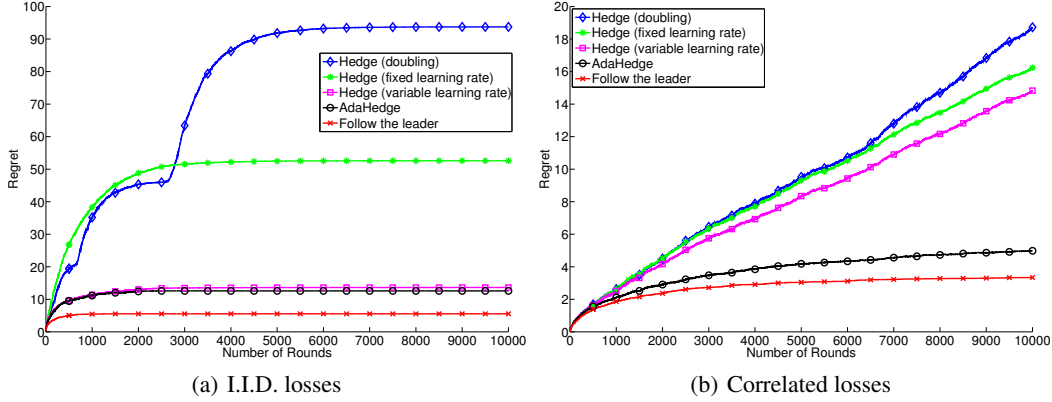 100
90
80
70
60
50
40
30
20
10
0
Regret
Hedge (doubling)
Hedge (fixed learning rate)
Hedge (variable learning rate)
AdaHedge
Follow the leader
0 1000 2000 3000 4000 5000 6000 7000 8000 9000 10000
Number of Rounds
(a) I.I.D. losses
20
18
16
14
12
10
8
6
4
2
0
Regret
Hedge (doubling)
Hedge (fixed learning rate)
Hedge (variable learning rate)
AdaHedge
Follow the leader
0 1000 2000 3000 4000 5000 6000 7000 8000 9000 10000
Number of Rounds
(b) Correlated losses